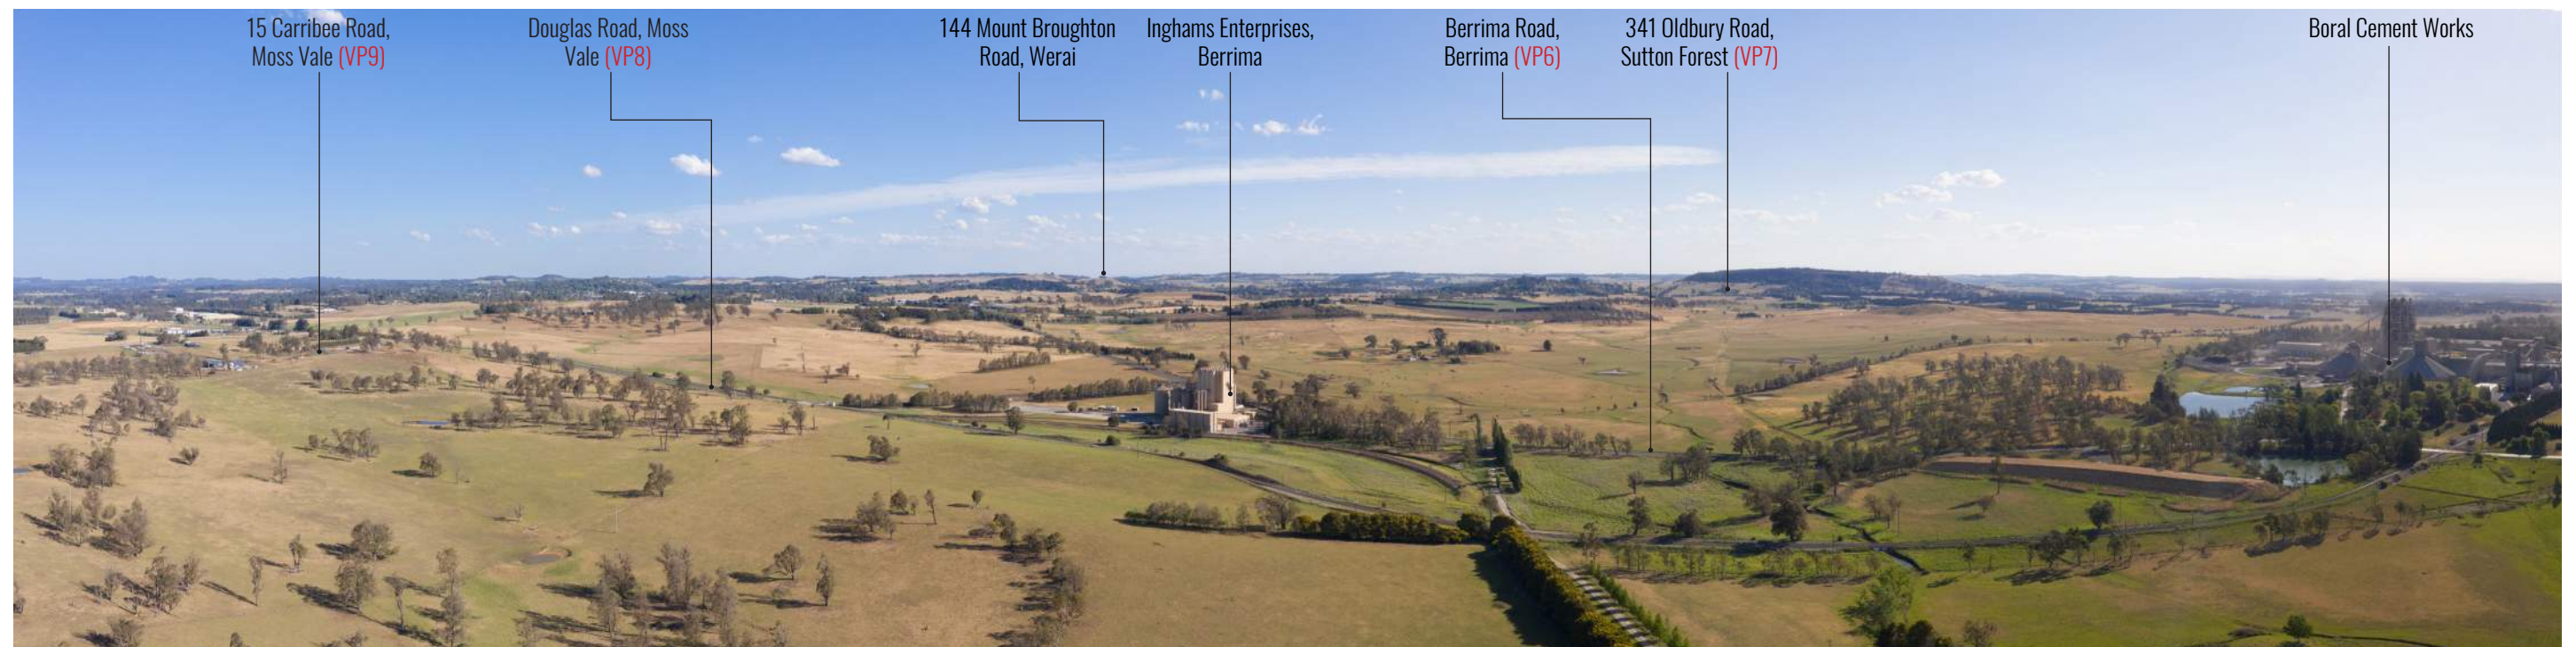 15 Carribee Road,
Moss Vale (VP9)
Douglas Road, Moss
Vale (VP8)
144 Mount Broughton
Road, Werai
Inghams Enterprises,
Berrima
Berrima Road,
Berrima (VP6)
341 Oldbury Road,
Sutton Forest (VP7)
Boral Cement Works